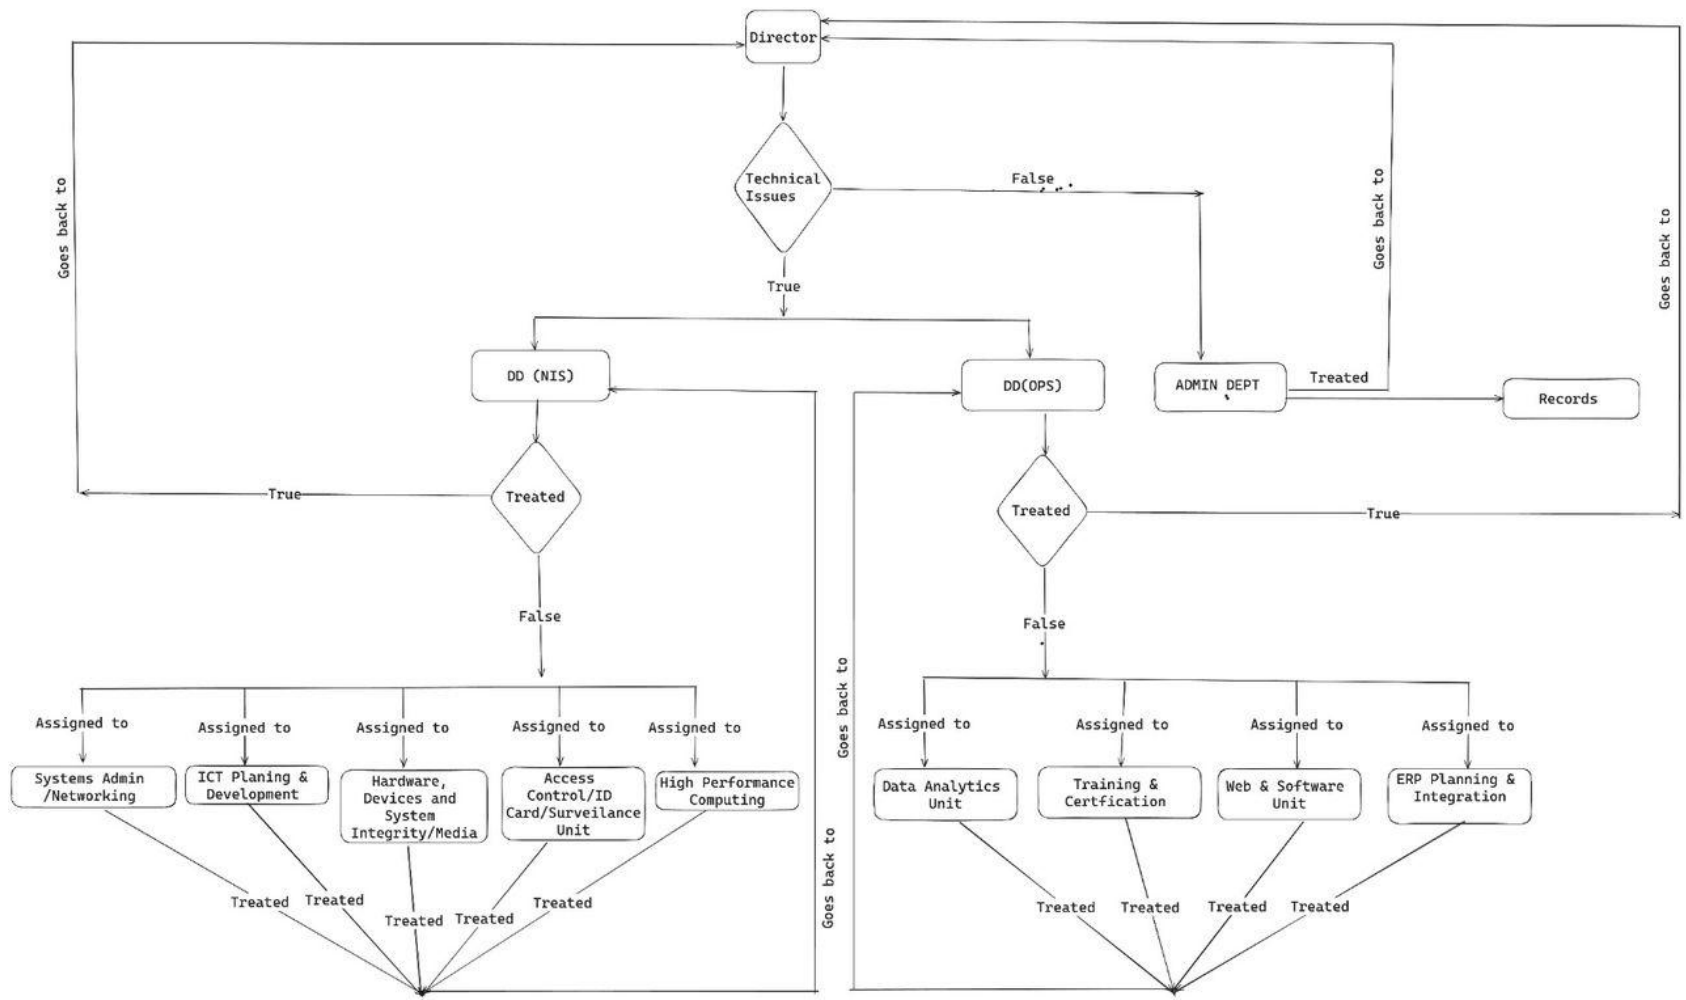 Director
Technical
Issues
False
True
Goes back to
Goes back to
Goes back to
DD (NIS)
DD(OPS)
ADMIN DEPT
Treated
Records
Treated
True
Treated
True
False
False
Assigned to
Assigned to
Assigned to
Assigned to
Assigned to
Goes back to
Assigned to
Assigned to
Assigned to
Assigned to
Systems Admin
/Networking
ICT Planing &
Development
Hardware,
Devices and
System
Integrity/Media
Access
Control/ID
Card/Surveilance
Unit
High Performance
Computing
Data Analytics
Unit
Training &
Certfication
Web & Software
Unit
ERP Planning &
Integration
Goes back to
Treated
Treated
Treated
Treated
Treated
Treated
Treated
Treated
Treated